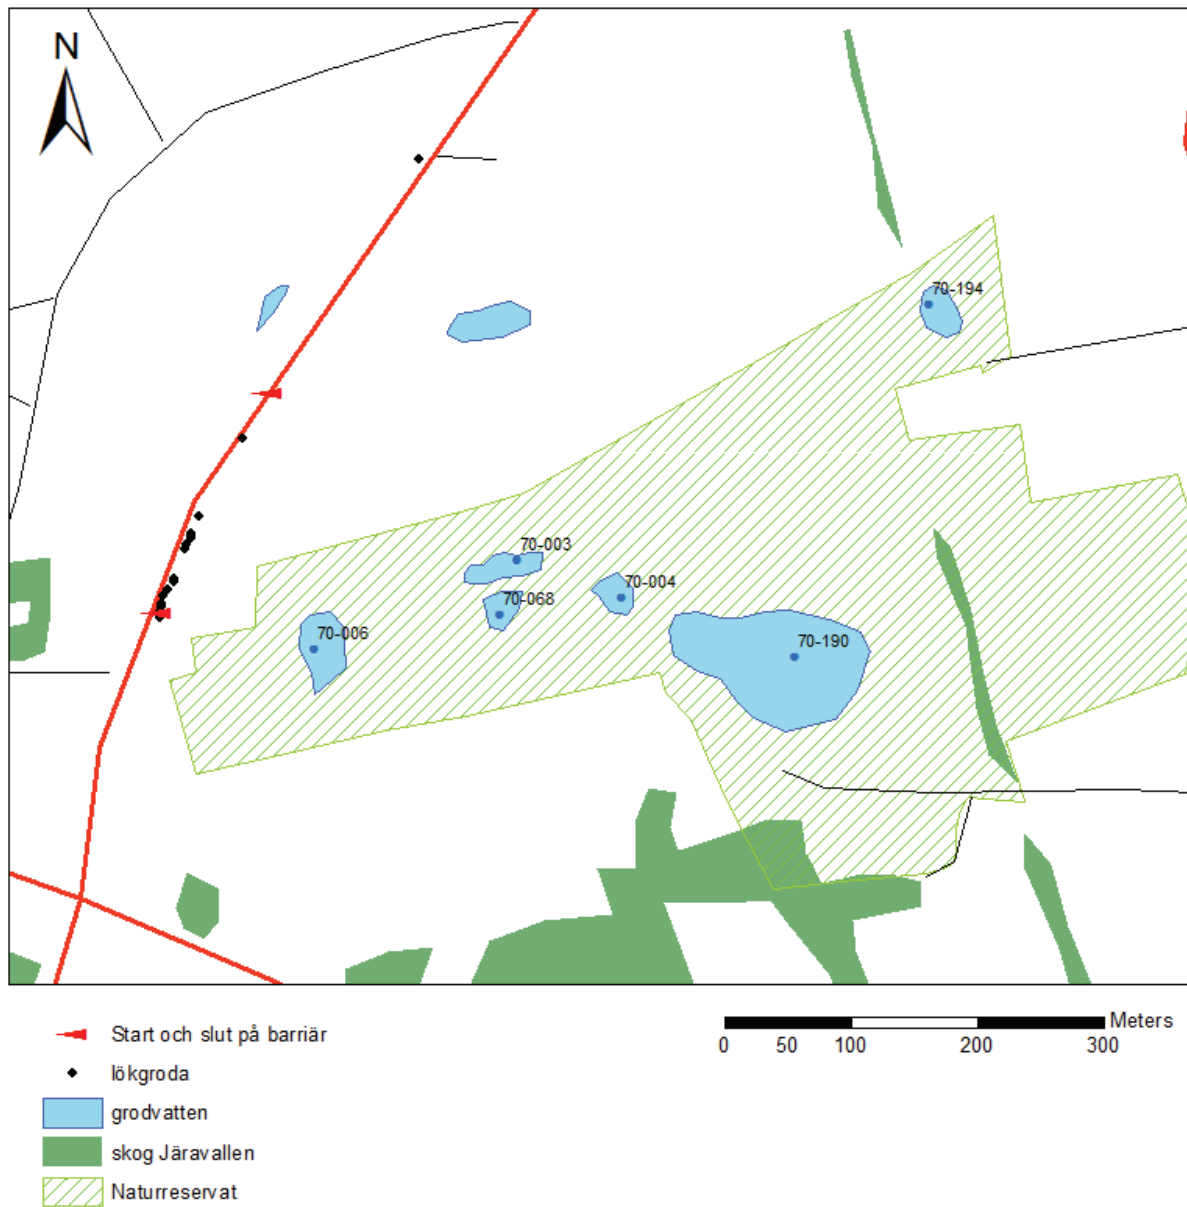 N
70-194
70-003
70-004
70-068
70-006
70-190
Start och slut på barriär
lökgroda
grodvatten
skog Järavallen
Naturreservat
Meters
0 50 100 200 300